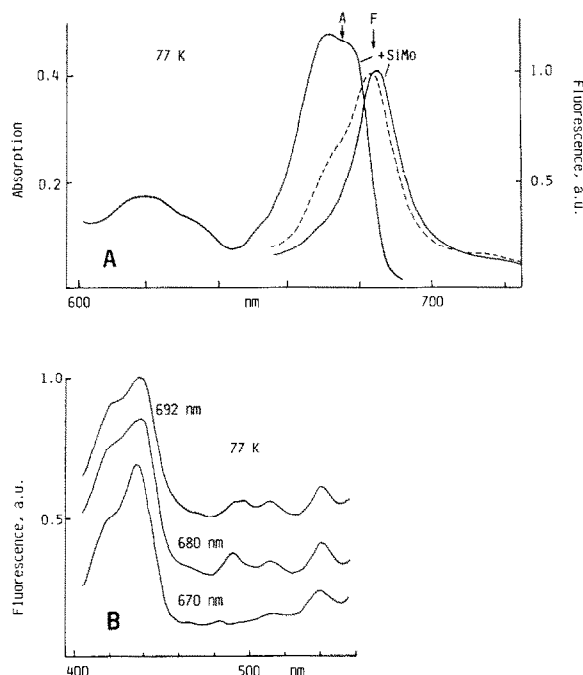 A F
77 K
+SiMo
0.4
0.2
Absorption
1.0
0.5
Fluorescence, a.u.
A
600 nm 700
1.0
692 nm
77 K
0.5
680 nm
Fluorescence, a.u.
670 nm
B
400 500 nm